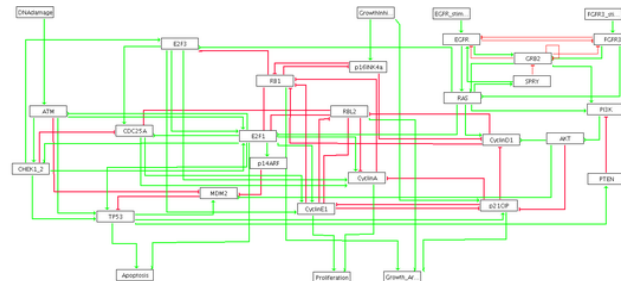 DNAdamage
GrowthInhi...
EGFR_stim...
FGFR3_sti...
E2F3
EGFR
FGFR3
GRB2
RB1
p16INK4a
SPRY
RAS
ATM
RBL2
PI3K
CDC25A
E2F1
CyclinD1
AKT
p14ARF
CHEK1_2
CyclinA
PTEN
MDM2
TP53
CyclinE1
p21CIP
Apoptosis
Proliferation
Growth_Ar...